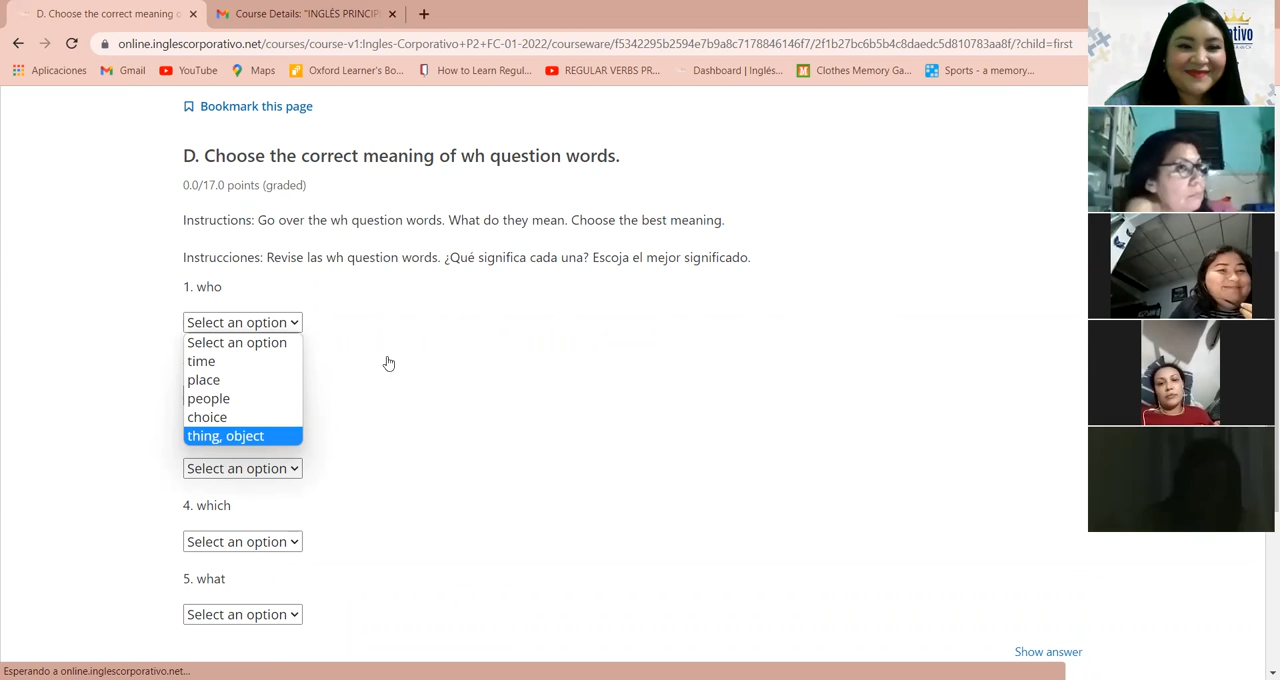 D. Choose the correct meaning o
Course Details: "INGLÉS PRINCIP
online.inglescorporativo.net/courses/course-v1:Ingles-Corporativo+P2+FC-01-2022/courseware/f5342295b2594e7b9a8c7178846146f7/2f1b27bc6b5b4c8daedc5d810783aa8f/?child=first
Aplicaciones Gmail YouTube Maps Oxford Learner's Bo... How to Learn Regul... REGULAR VERBS PR... Dashboard | Inglés... Clothes Memory Ga... Sports - a memory...
Bookmark this page
D. Choose the correct meaning of wh question words.
0.0/17.0 points (graded)
Instructions: Go over the wh question words. What do they mean. Choose the best meaning.
Instrucciones: Revise las wh question words. ¿Qué significa cada una? Escoja el mejor significado.
1. who
Select an option
Select an option
time
place
people
choice
thing, object
Select an option
4. which
Select an option
5. what
Select an option
Show answer
Esperando a online.inglescorporativo.net...